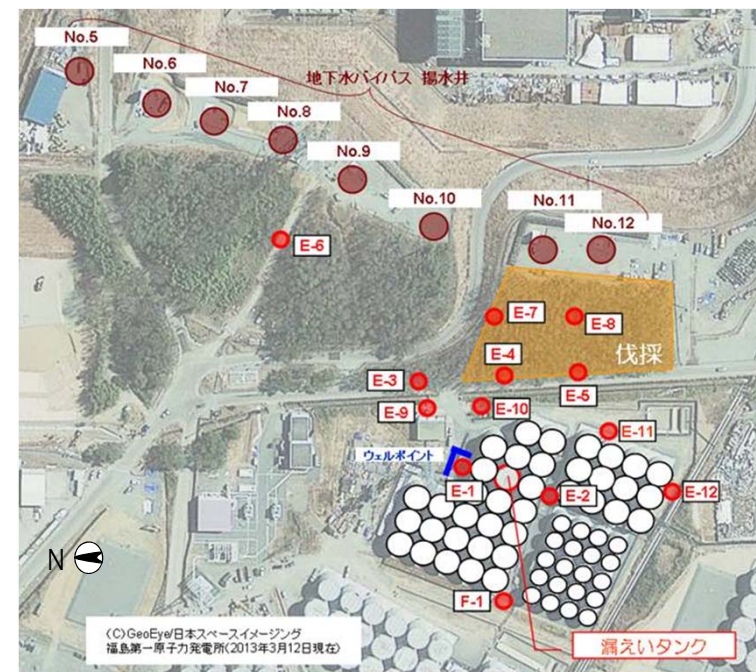 No.5
No.6
No.7
No.8
No.9
No.10
No.11
No.12
地下水バイパス 揚水井
E-6
E-7
E-8
伐採
E-4
E-5
E-3
E-9
E-10
E-11
ウェルポイント
E-1
E-2
E-12
F-1
N
漏えいタンク
(C)GeoEye/日本スペースイメージング
福島第一原子力発電所(2013年3月12日現在)